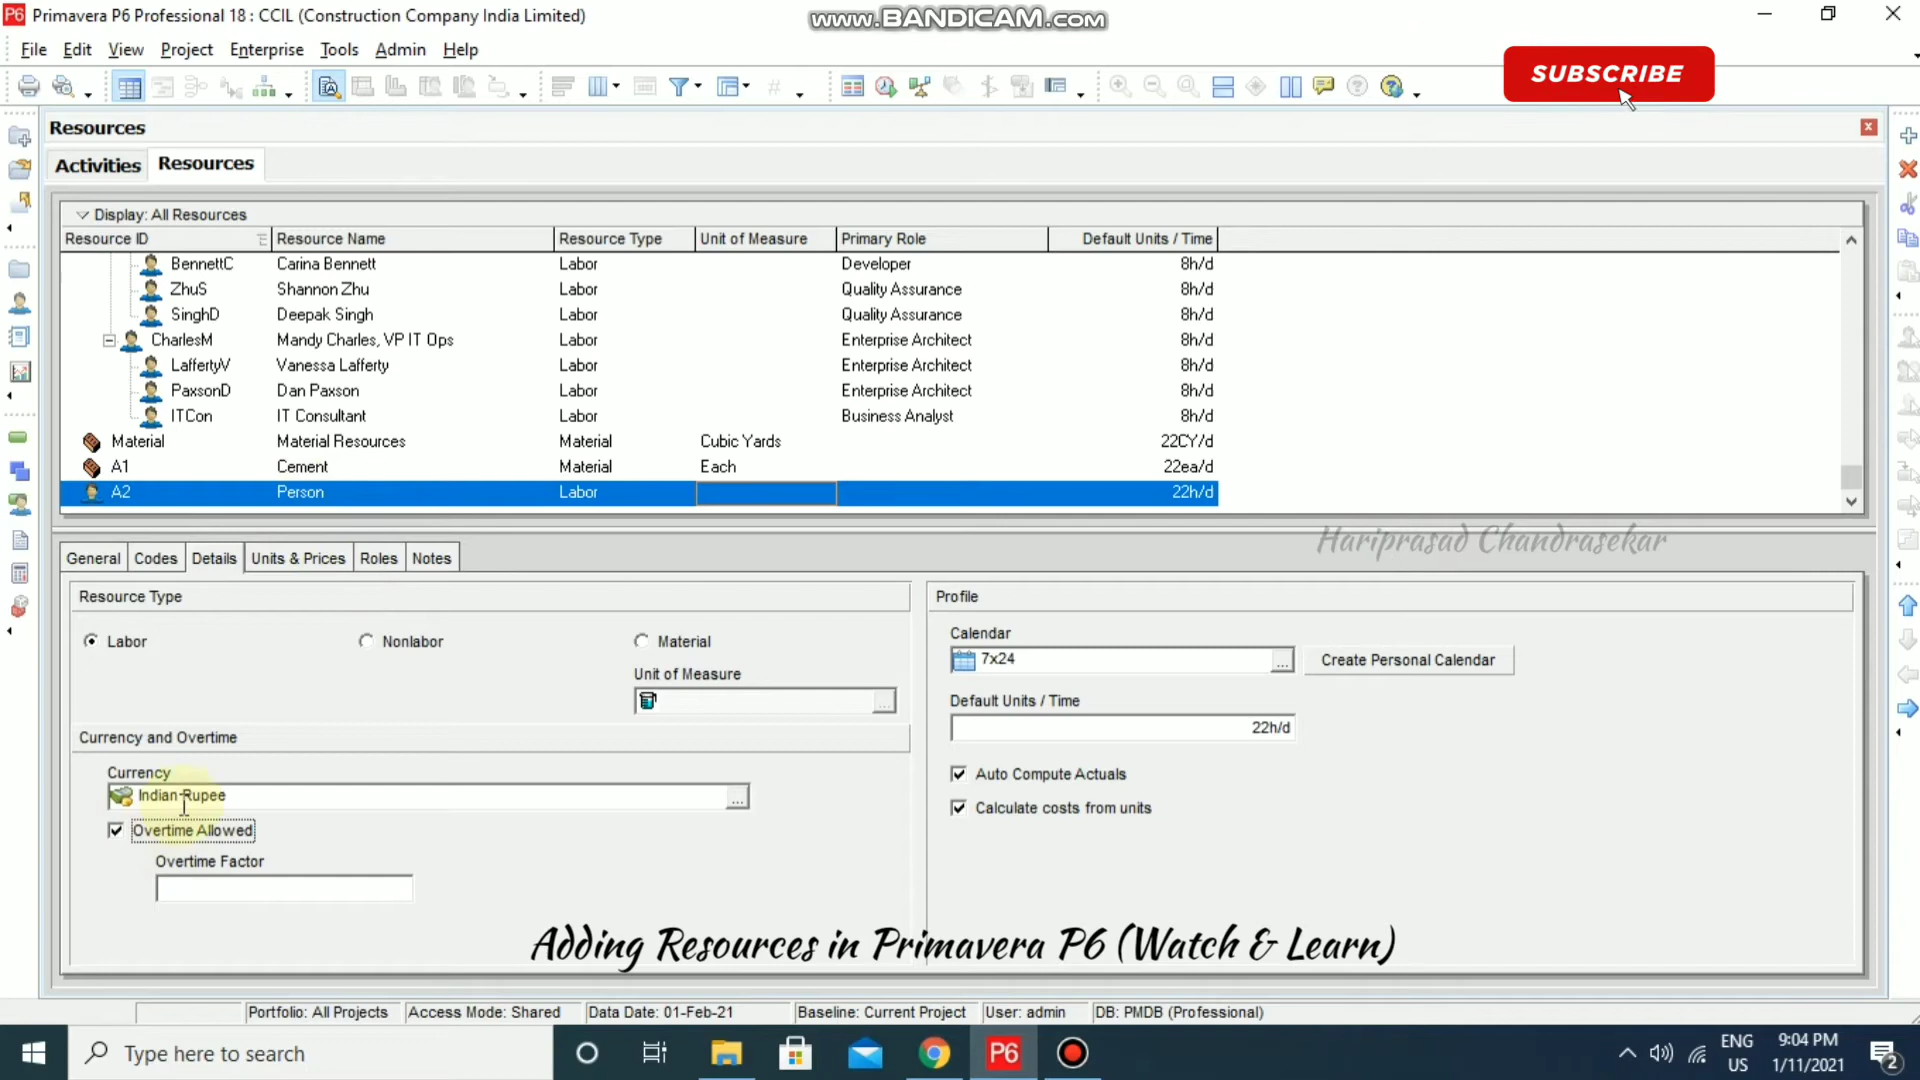 P6 Primavera P6 Professional 18 : CCIL (Construction Company India Limited)
www.BANDICAM.com
File Edit View Project Enterprise Tools Admin Help
SUBSCRIBE
Resources
Activities Resources
Display: All Resources
Resource ID Resource Name Resource Type Unit of Measure Primary Role Default Units / Time
BennettC Carina Bennett Labor Developer 8h/d
ZhuS Shannon Zhu Labor Quality Assurance 8h/d
SinghD Deepak Singh Labor Quality Assurance 8h/d
CharlesM Mandy Charles, VP IT Ops Labor Enterprise Architect 8h/d
LaffertyV Vanessa Lafferty Labor Enterprise Architect 8h/d
PaxsonD Dan Paxson Labor Enterprise Architect 8h/d
ITCon IT Consultant Labor Business Analyst 8h/d
Material Material Resources Material Cubic Yards 22CY/d
A1 Cement Material Each 22ea/d
A2 Person Labor 22h/d
Hariprasad Chandrasekar
General Codes Details Units & Prices Roles Notes
Resource Type
Labor Nonlabor Material
Unit of Measure
...
Currency and Overtime
Currency
Indian Rupee ...
Overtime Allowed
Overtime Factor
Profile
Calendar
7x24 ... Create Personal Calendar
Default Units / Time
22h/d
Auto Compute Actuals
Calculate costs from units
Adding Resources in Primavera P6 (Watch & Learn)
Portfolio: All Projects Access Mode: Shared Data Date: 01-Feb-21 Baseline: Current Project User: admin DB: PMDB (Professional)
Type here to search
P6
ENG
US
9:04 PM
1/11/2021
2